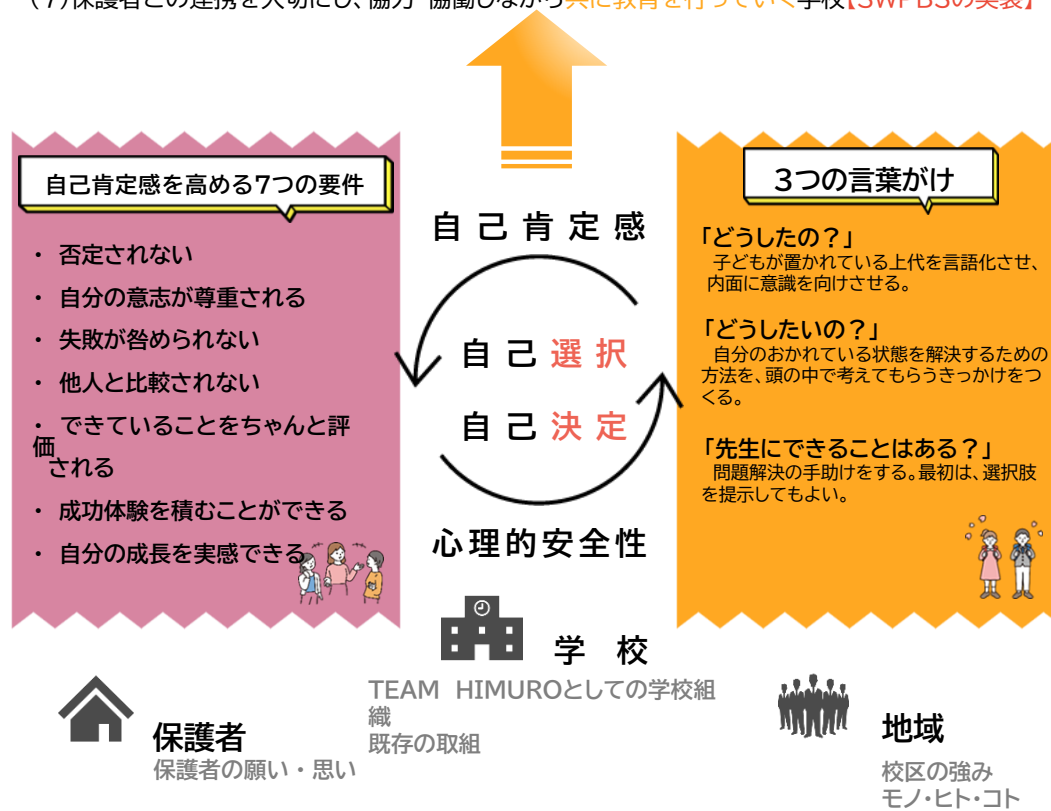 (7)保護者との連携を大切にし、協力・協働しながら共に教育を行っていく学校【SWPBSの実装】
自己肯定感を高める7つの要件
・ 否定されない
・ 自分の意志が尊重される
・ 失敗が咎められない
・ 他人と比較されない
・ できていることをちゃんと評
価
される
・ 成功体験を積むことができる
・ 自分の成長を実感できる
自己肯定感
自己選択
自己決定
心理的安全性
3つの言葉がけ
「どうしたの?」
子どもが置かれている上代を言語化させ、
内面に意識を向けさせる。
「どうしたいの?」
自分のおかれている状態を解決するための
方法を、頭の中で考えてもらうきっかけをつ
くる。
「先生にできることはある?」
問題解決の手助けをする。最初は、選択肢
を提示してもよい。
学 校
TEAM HIMUROとしての学校組
織
既存の取組
保護者
保護者の願い・思い
地域
校区の強み
モノ・ヒト・コト